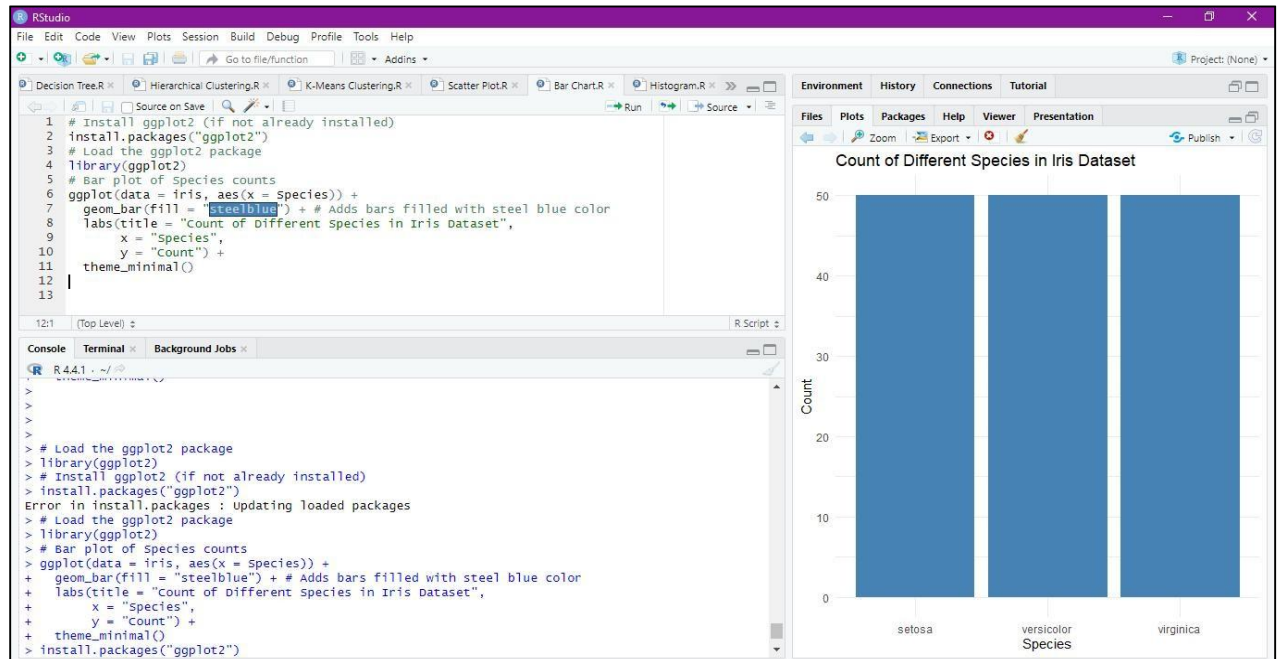 RStudio
File Edit Code View Plots Session Build Debug Profile Tools Help
Go to file/function Addins Project: (None)
Decision Tree.R Hierarchical Clustering.R K-Means Clustering.R Scatter Plot.R Bar Chart.R Histogram.R
Source on Save Run Source
1 # Install ggplot2 (if not already installed)
2 install.packages("ggplot2")
3 # Load the ggplot2 package
4 library(ggplot2)
5 # Bar plot of Species counts
6 ggplot(data = iris, aes(x = Species)) +
7 geom_bar(fill = "steelblue") + # Adds bars filled with steel blue color
8 labs(title = "Count of Different Species in Iris Dataset",
9 x = "Species",
10 y = "Count") +
11 theme_minimal()
12
13
12:1 (Top Level) R Script
Console Terminal Background Jobs
R 4.4.1 · ~/
+ theme_minimal()
>
>
>
>
> # Load the ggplot2 package
> library(ggplot2)
> # Install ggplot2 (if not already installed)
> install.packages("ggplot2")
Error in install.packages : Updating loaded packages
> # Load the ggplot2 package
> library(ggplot2)
> # Bar plot of Species counts
> ggplot(data = iris, aes(x = Species)) +
+ geom_bar(fill = "steelblue") + # Adds bars filled with steel blue color
+ labs(title = "Count of Different Species in Iris Dataset",
+ x = "Species",
+ y = "Count") +
+ theme_minimal()
> install.packages("ggplot2")
Environment History Connections Tutorial
Files Plots Packages Help Viewer Presentation
Zoom Export Publish
Count of Different Species in Iris Dataset
50
40
30
20
10
0
Count
setosa versicolor virginica
Species